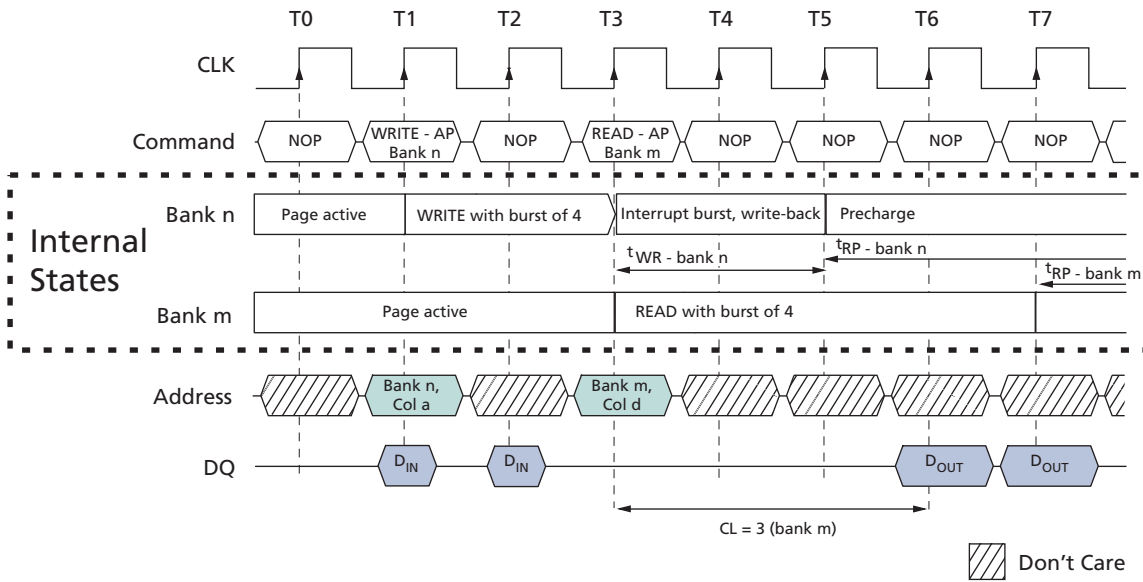 T0 T1 T2 T3 T4 T5 T6 T7
CLK
Command NOP WRITE - AP Bank n NOP READ - AP Bank m NOP NOP NOP NOP
Internal States
Bank n Page active WRITE with burst of 4 Interrupt burst, write-back Precharge
tWR - bank n tRP - bank n
tRP - bank m
Bank m Page active READ with burst of 4
Address Bank n, Col a Bank m, Col d
DQ DIN DIN DOUT DOUT
CL = 3 (bank m)
Don't Care